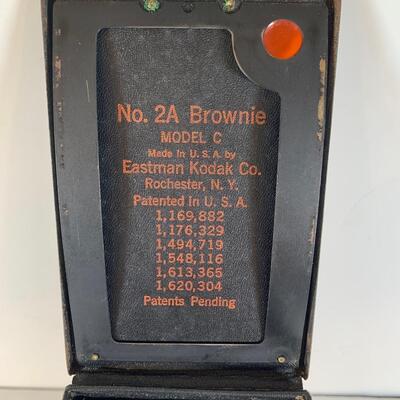 No. 2A Brownie
MODEL C
Made in U. S. A. by
Eastman Kodak Co.
Rochester, N. Y.
Patented in U. S. A.
1,169,882
1,176,329
1,494,719
1,548,116
1,613,365
1,620,304
Patents Pending